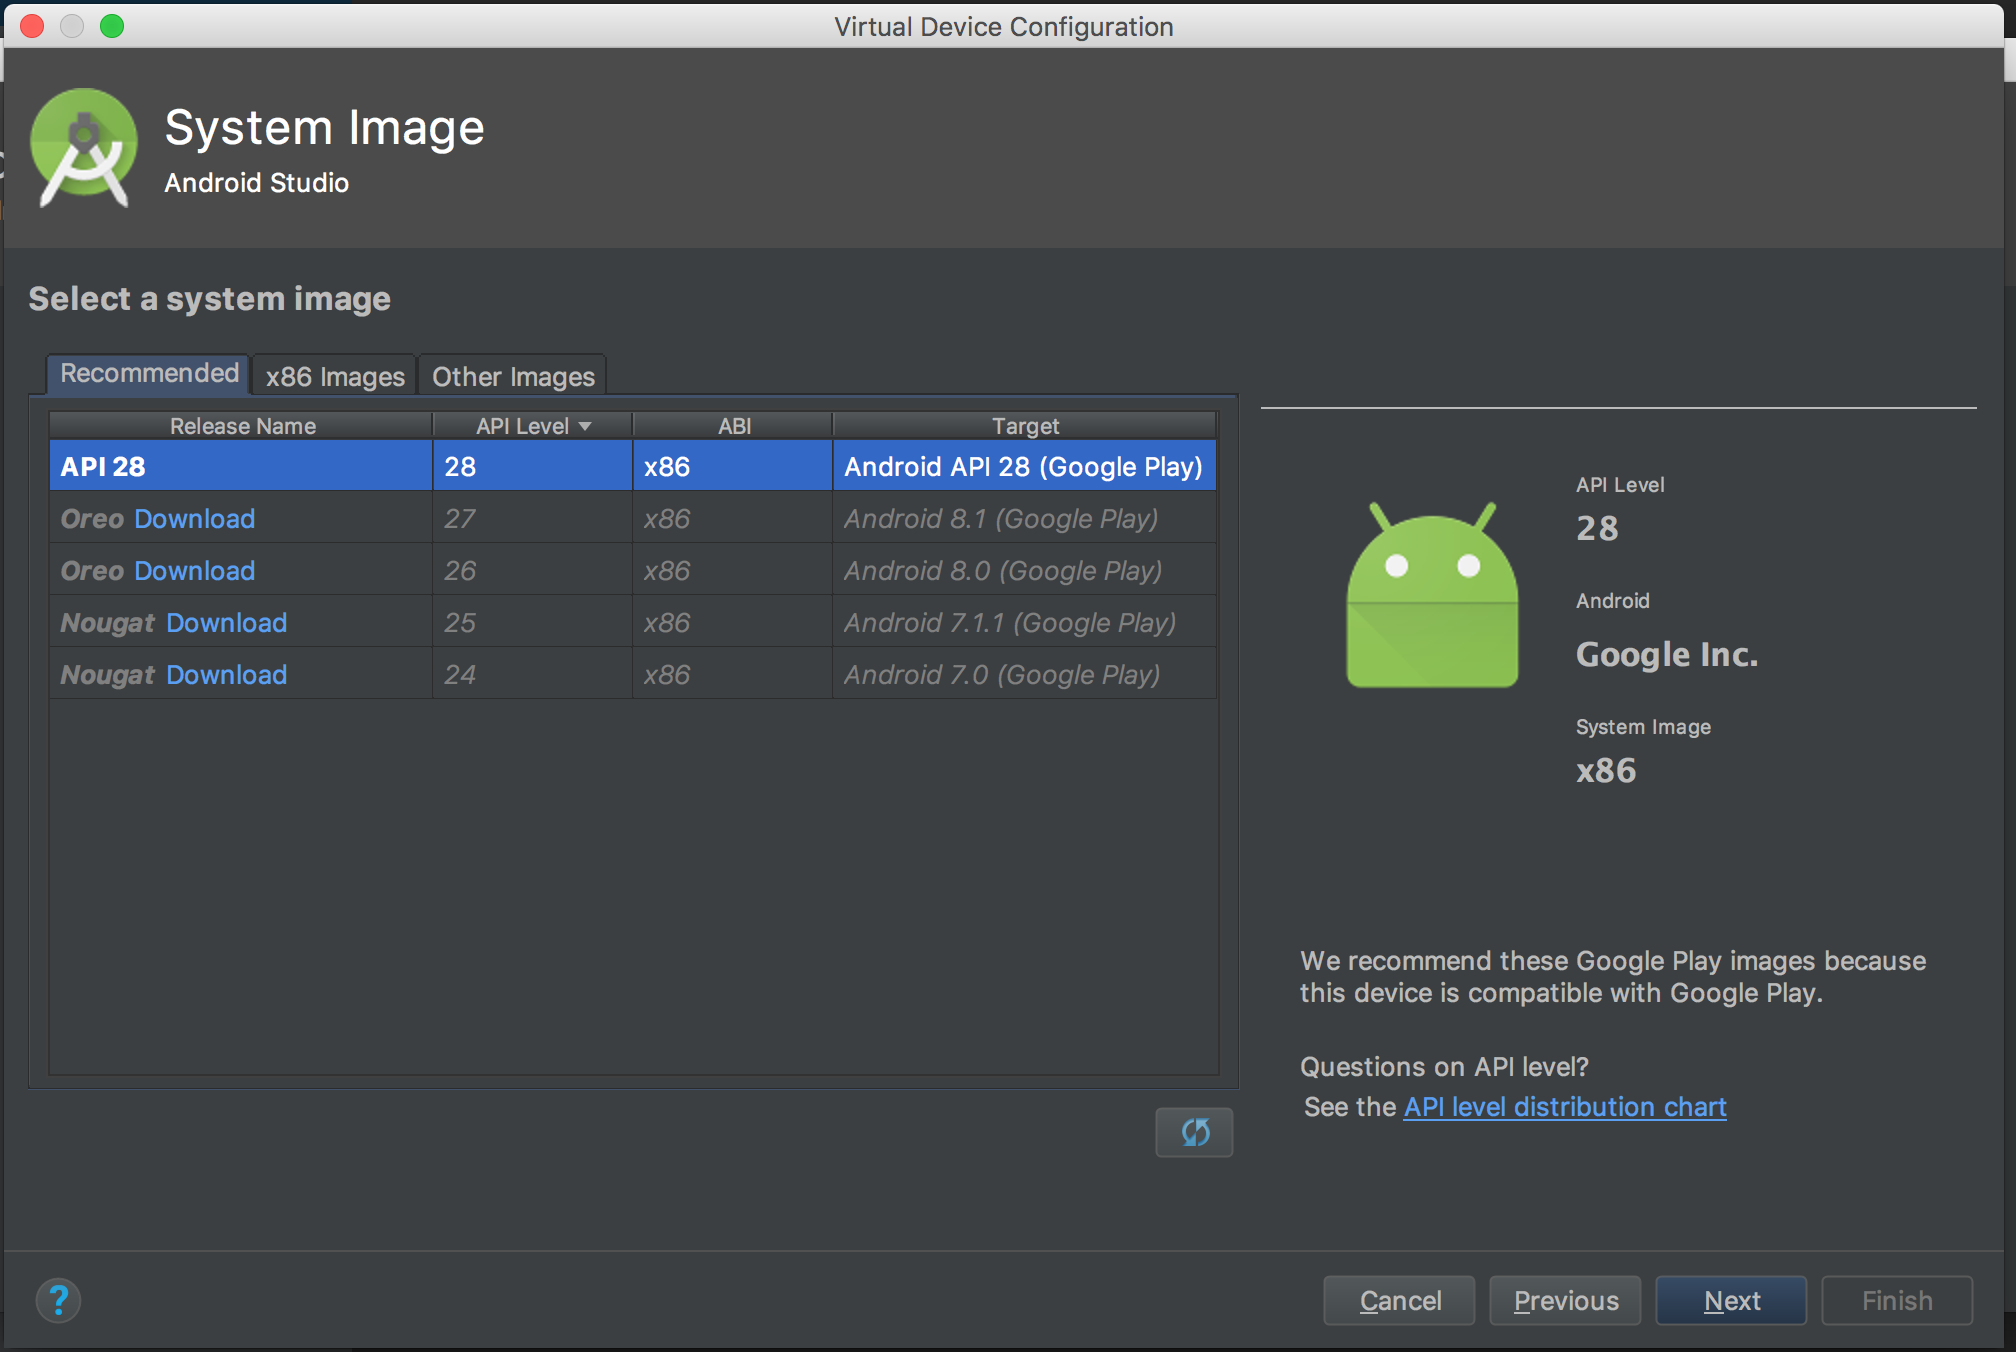 Virtual Device Configuration
System Image
Android Studio
Select a system image
Recommended x86 Images Other Images
Release Name API Level ABI Target
API 28 28 x86 Android API 28 (Google Play)
Oreo Download 27 x86 Android 8.1 (Google Play)
Oreo Download 26 x86 Android 8.0 (Google Play)
Nougat Download 25 x86 Android 7.1.1 (Google Play)
Nougat Download 24 x86 Android 7.0 (Google Play)
API Level
28
Android
Google Inc.
System Image
x86
We recommend these Google Play images because
this device is compatible with Google Play.
Questions on API level?
See the API level distribution chart
? Cancel Previous Next Finish